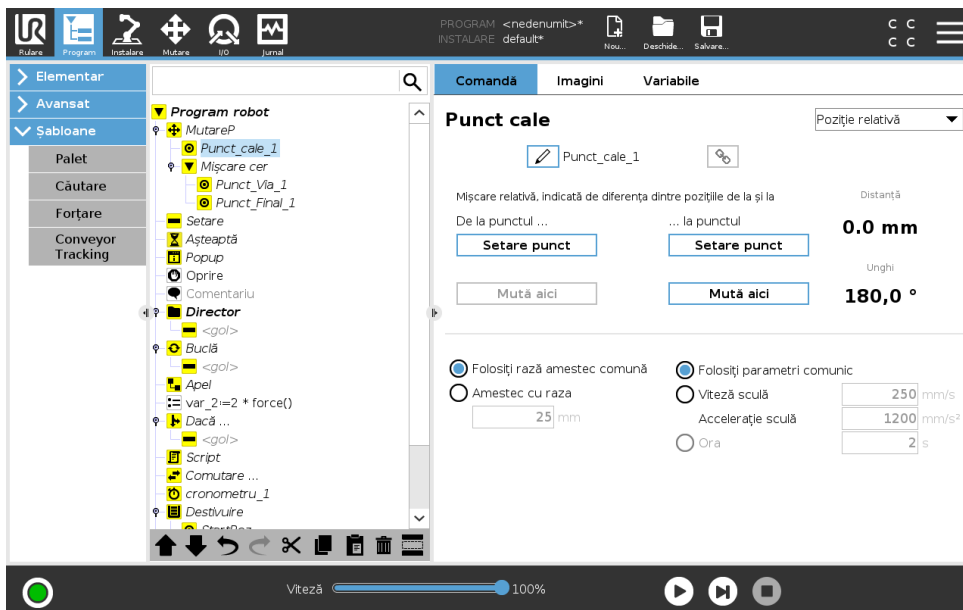 PROGRAM <nedenumit>*
INSTALARE default*
Rulare
Program
Instalare
Mutare
I/O
Jurnal
Nou...
Deschide...
Salvare...
C C
C C
Elementar
Avansat
Șabloane
Palet
Căutare
Forțare
Conveyor
Tracking
Program robot
MutareP
Punct_cale_1
Mișcare cer
Punct_Via_1
Punct_Final_1
Setare
Așteaptă
Popup
Oprire
Comentariu
Director
<gol>
Buclă
<gol>
Apel
var_2≔2 * force()
Dacă ...
<gol>
Script
Comutare ...
cronometru_1
Destivuire
Comandă
Imagini
Variabile
Punct cale
Poziție relativă
Punct_cale_1
Mișcare relativă, indicată de diferența dintre pozițiile de la și la
Distanță
De la punctul ...
... la punctul
0.0 mm
Setare punct
Setare punct
Unghi
Mută aici
Mută aici
180,0 °
Folosiți rază amestec comună
Folosiți parametri comunic
Amestec cu raza
Viteză sculă
250 mm/s
25 mm
Accelerație sculă
1200 mm/s²
Ora
2 s
Viteză
100%